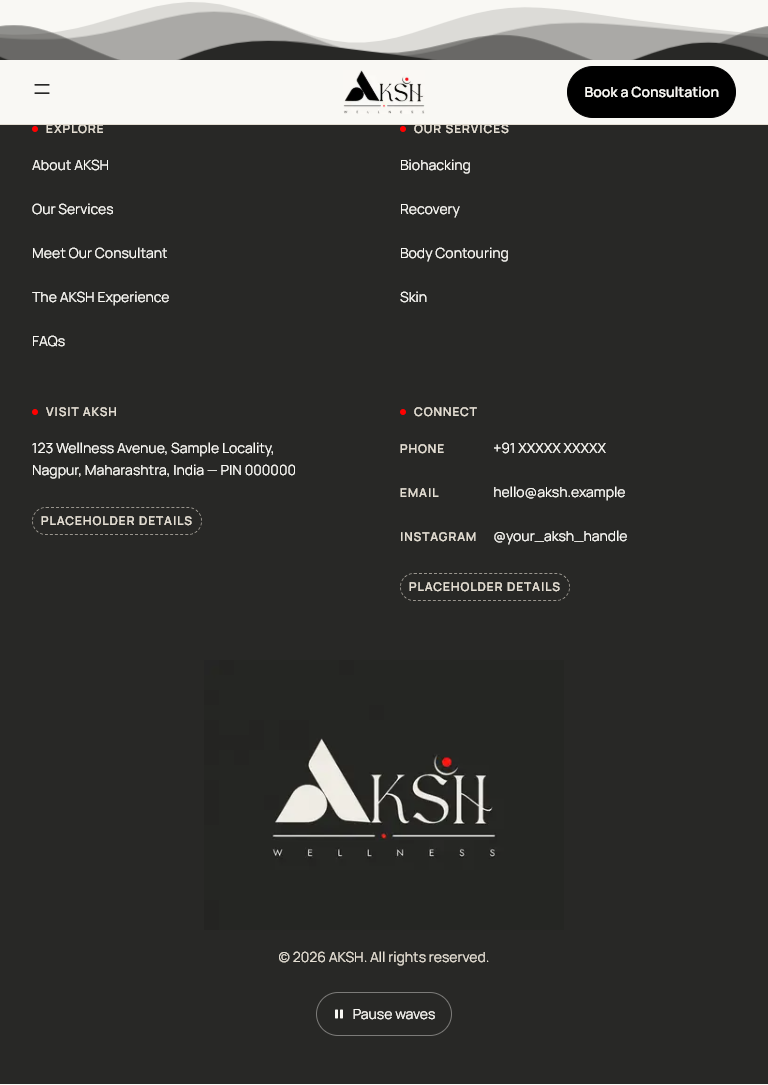 AKSH
WELLNESS
Book a Consultation
EXPLORE
About AKSH
Our Services
Meet Our Consultant
The AKSH Experience
FAQs
OUR SERVICES
Biohacking
Recovery
Body Contouring
Skin
VISIT AKSH
123 Wellness Avenue, Sample Locality,
Nagpur, Maharashtra, India — PIN 000000
PLACEHOLDER DETAILS
CONNECT
PHONE +91 XXXXX XXXXX
EMAIL hello@aksh.example
INSTAGRAM @your_aksh_handle
PLACEHOLDER DETAILS
AKSH
WELLNESS
© 2026 AKSH. All rights reserved.
Pause waves